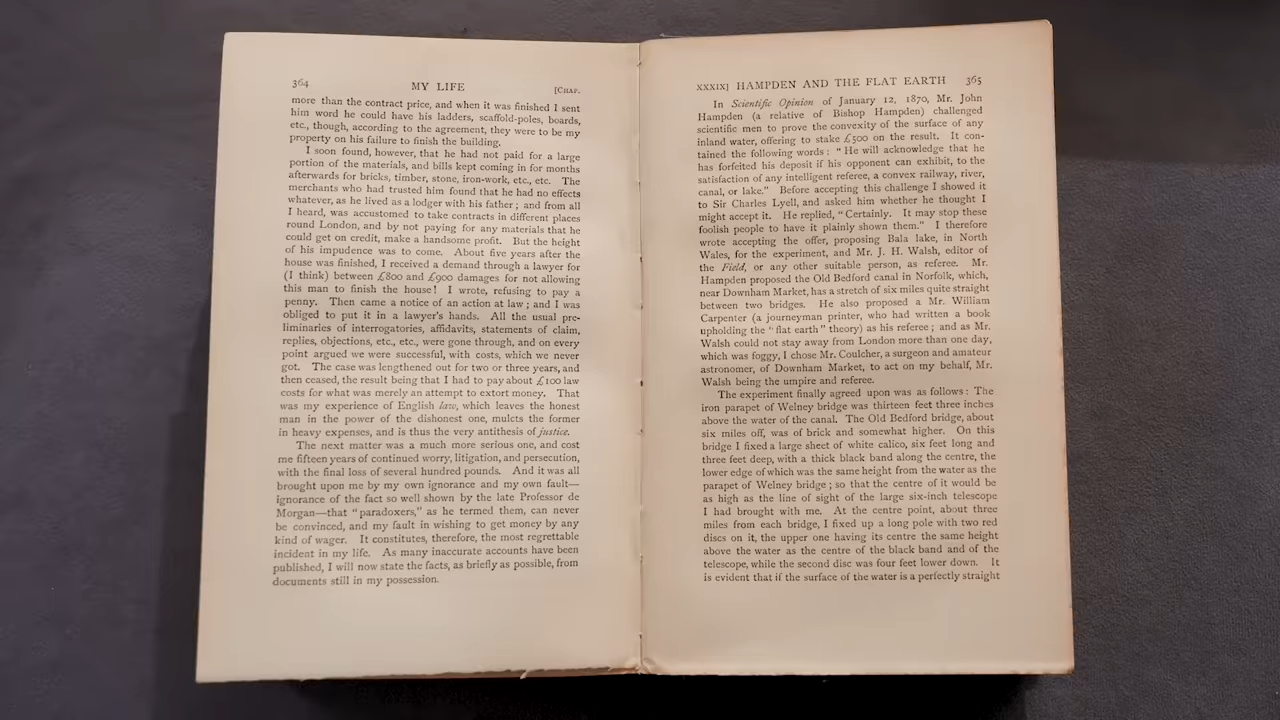 364 MY LIFE [CHAP.
more than the contract price, and when it was finished I sent
him word he could have his ladders, scaffold-poles, boards,
etc., though, according to the agreement, they were to be my
property on his failure to finish the building.
I soon found, however, that he had not paid for a large
portion of the materials, and bills kept coming in for months
afterwards for bricks, timber, stone, iron-work, etc., etc. The
merchants who had trusted him found that he had no effects
whatever, as he lived as a lodger with his father; and from all
I heard, was accustomed to take contracts in different places
round London, and by not paying for any materials that he
could get on credit, make a handsome profit. But the height
of his impudence was to come. About five years after the
house was finished, I received a demand through a lawyer for
(I think) between £800 and £900 damages for not allowing
this man to finish the house! I wrote, refusing to pay a
penny. Then came a notice of an action at law; and I was
obliged to put it in a lawyer's hands. All the usual pre-
liminaries of interrogatories, affidavits, statements of claim,
replies, objections, etc., etc., were gone through, and on every
point argued we were successful, with costs, which we never
got. The case was lengthened out for two or three years, and
then ceased, the result being that I had to pay about £100 law
costs for what was merely an attempt to extort money. That
was my experience of English law, which leaves the honest
man in the power of the dishonest one, mulcts the former
in heavy expenses, and is thus the very antithesis of justice.
The next matter was a much more serious one, and cost
me fifteen years of continued worry, litigation, and persecution,
with the final loss of several hundred pounds. And it was all
brought upon me by my own ignorance and my own fault—
ignorance of the fact so well shown by the late Professor de
Morgan—that "paradoxers," as he termed them, can never
be convinced, and my fault in wishing to get money by any
kind of wager. It constitutes, therefore, the most regrettable
incident in my life. As many inaccurate accounts have been
published, I will now state the facts, as briefly as possible, from
documents still in my possession.
XXXIX] HAMPDEN AND THE FLAT EARTH 365
In Scientific Opinion of January 12, 1870, Mr. John
Hampden (a relative of Bishop Hampden) challenged
scientific men to prove the convexity of the surface of any
inland water, offering to stake £500 on the result. It con-
tained the following words: "He will acknowledge that he
has forfeited his deposit if his opponent can exhibit, to the
satisfaction of any intelligent referee, a convex railway, river,
canal, or lake." Before accepting this challenge I showed it
to Sir Charles Lyell, and asked him whether he thought I
might accept it. He replied, "Certainly. It may stop these
foolish people to have it plainly shown them." I therefore
wrote accepting the offer, proposing Bala lake, in North
Wales, for the experiment, and Mr. J. H. Walsh, editor of
the Field, or any other suitable person, as referee. Mr.
Hampden proposed the Old Bedford canal in Norfolk, which,
near Downham Market, has a stretch of six miles quite straight
between two bridges. He also proposed a Mr. William
Carpenter (a journeyman printer, who had written a book
upholding the "flat earth" theory) as his referee; and as Mr.
Walsh could not stay away from London more than one day,
which was foggy, I chose Mr. Coulcher, a surgeon and amateur
astronomer, of Downham Market, to act on my behalf, Mr.
Walsh being the umpire and referee.
The experiment finally agreed upon was as follows: The
iron parapet of Welney bridge was thirteen feet three inches
above the water of the canal. The Old Bedford bridge, about
six miles off, was of brick and somewhat higher. On this
bridge I fixed a large sheet of white calico, six feet long and
three feet deep, with a thick black band along the centre, the
lower edge of which was the same height from the water as the
parapet of Welney bridge; so that the centre of it would be
as high as the line of sight of the large six-inch telescope
I had brought with me. At the centre point, about three
miles from each bridge, I fixed up a long pole with two red
discs on it, the upper one having its centre the same height
above the water as the centre of the black band and of the
telescope, while the second disc was four feet lower down. It
is evident that if the surface of the water is a perfectly straight